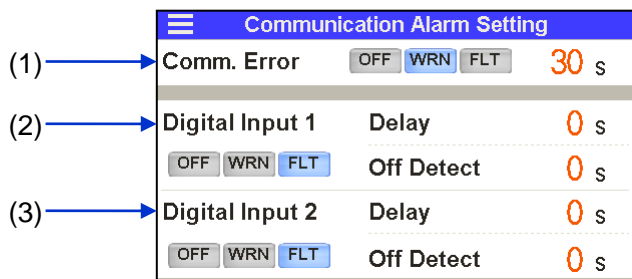 Communication Alarm Setting
(1) Comm. Error OFF WRN FLT 30 s
(2) Digital Input 1 Delay 0 s
OFF WRN FLT Off Detect 0 s
(3) Digital Input 2 Delay 0 s
OFF WRN FLT Off Detect 0 s